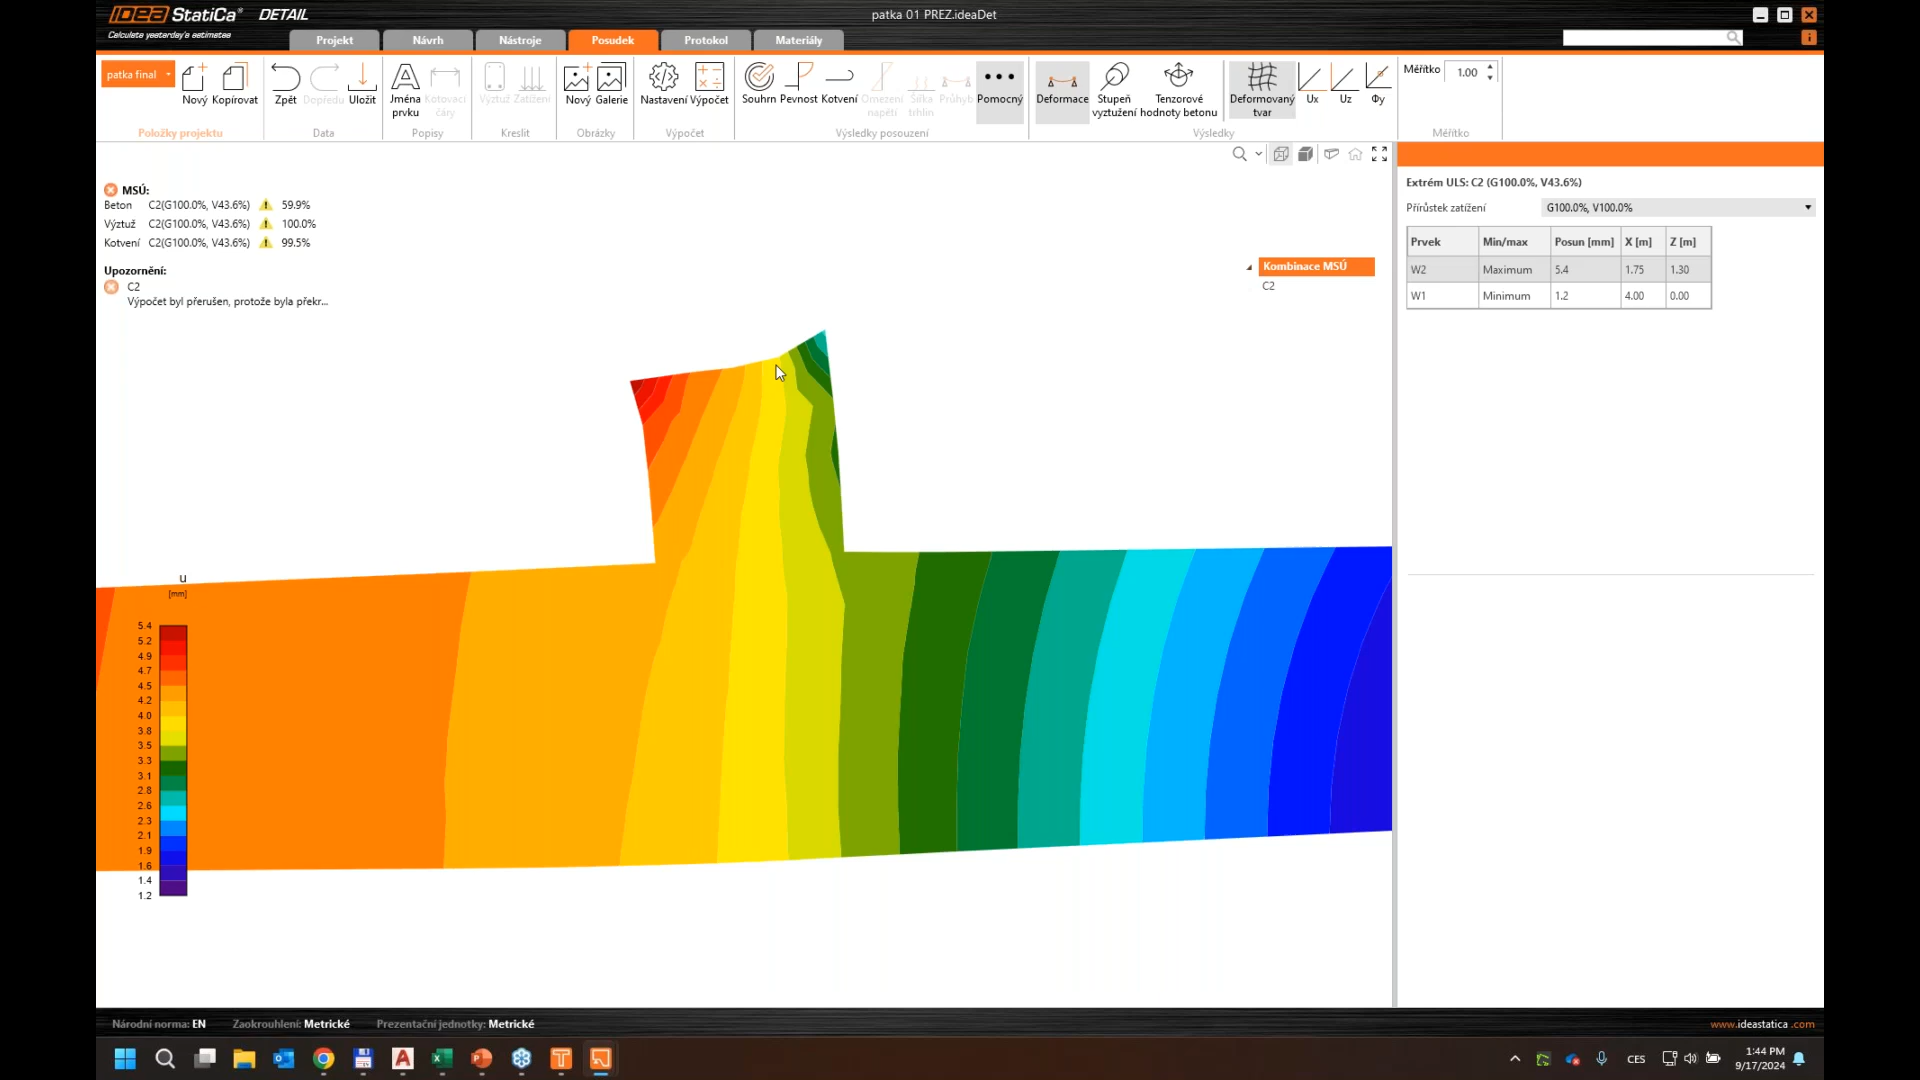 IDEA StatiCa® DETAIL
Calculate yesterday's estimates
patka 01 PREZ.ideaDet
Projekt Návrh Nástroje Posudek Protokol Materiály
patka final
Nový Kopírovat
Zpět Dopředu Uložit
Jména prvku Kótovací čáry
Výztuž Zatížení
Nový Galerie
Nastavení Výpočet
Souhrn Pevnost Kotvení Omezení napětí Šířka trhlin Průhyb Pomocný
Deformace Stupeň vyztužení Tenzorové hodnoty betonu
Deformovaný tvar Ux Uz Φy
Měřítko 1.00
Položky projektu Data Popisy Kreslit Obrázky Výpočet Výsledky posouzení Výsledky Měřítko
MSÚ:
Beton C2(G100.0%, V43.6%) 59.9%
Výztuž C2(G100.0%, V43.6%) 100.0%
Kotvení C2(G100.0%, V43.6%) 99.5%
Upozornění:
C2
Výpočet byl přerušen, protože byla překr...
Kombinace MSÚ
C2
u
[mm]
5.4
5.2
4.9
4.7
4.5
4.2
4.0
3.8
3.5
3.3
3.1
2.8
2.6
2.3
2.1
1.9
1.6
1.4
1.2
Extrém ULS: C2 (G100.0%, V43.6%)
Přírůstek zatížení G100.0%, V100.0%
Prvek Min/max Posun [mm] X [m] Z [m]
W2 Maximum 5.4 1.75 1.30
W1 Minimum 1.2 4.00 0.00
Národní norma: EN Zaokrouhlení: Metrické Prezentační jednotky: Metrické
www.ideastatica.com
CES
1:44 PM
9/17/2024